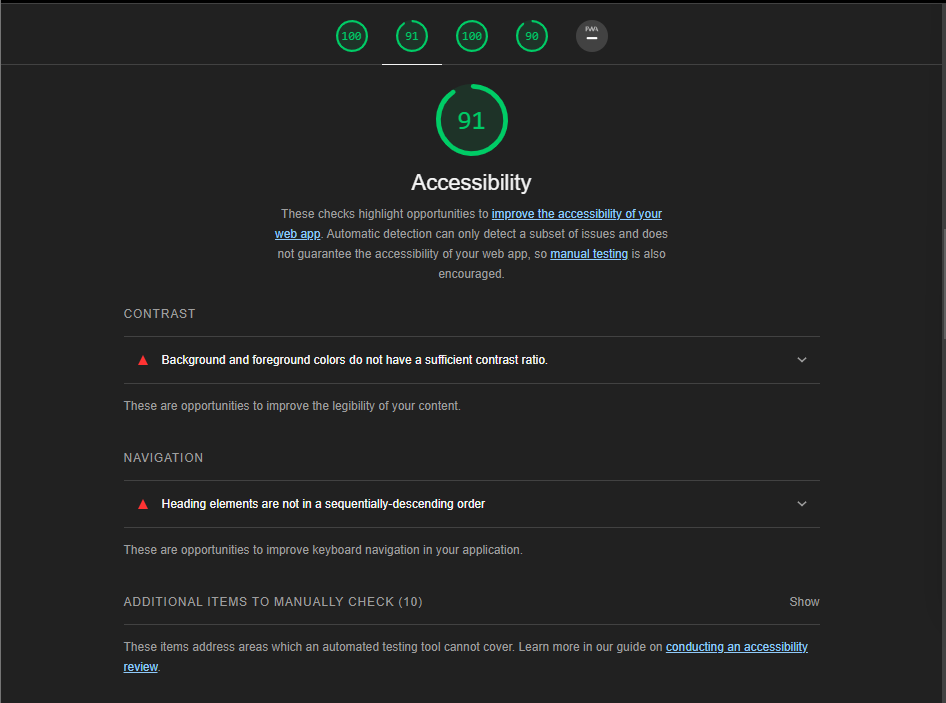 100
91
100
90
PWA
91
Accessibility
These checks highlight opportunities to improve the accessibility of your
web app. Automatic detection can only detect a subset of issues and does
not guarantee the accessibility of your web app, so manual testing is also
encouraged.
CONTRAST
Background and foreground colors do not have a sufficient contrast ratio.
These are opportunities to improve the legibility of your content.
NAVIGATION
Heading elements are not in a sequentially-descending order
These are opportunities to improve keyboard navigation in your application.
ADDITIONAL ITEMS TO MANUALLY CHECK (10) Show
These items address areas which an automated testing tool cannot cover. Learn more in our guide on conducting an accessibility
review.